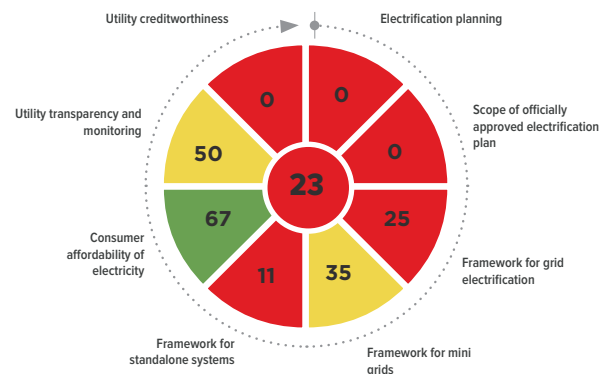 Utility creditworthiness
Electrification planning
0
0
Scope of officially
approved electrification
plan
Utility transparency and
monitoring
50
0
23
67
25
Consumer
affordability of
electricity
Framework for grid
electrification
11
35
Framework for
standalone systems
Framework for mini
grids